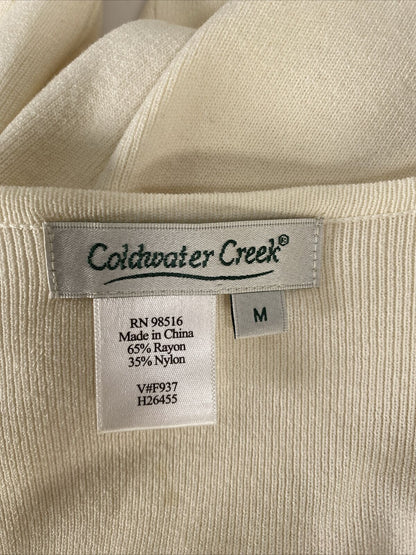 Coldwater Creek®
M
RN 98516
Made in China
65% Rayon
35% Nylon
V#F937
H26455